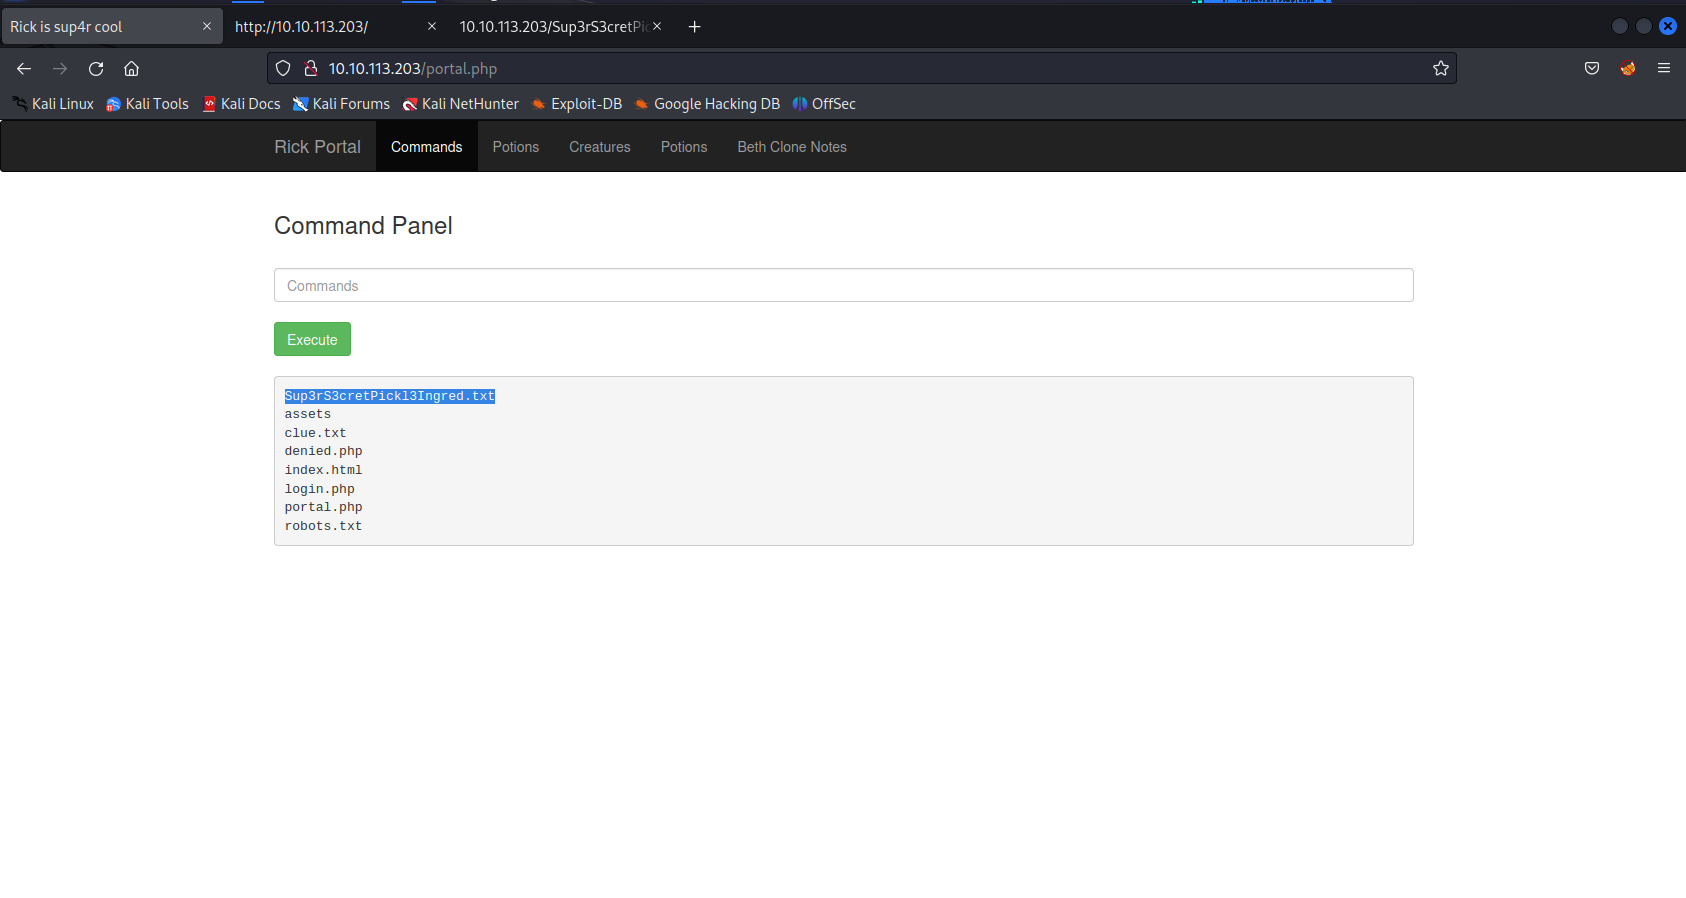 Rick is sup4r cool
http://10.10.113.203/
10.10.113.203/Sup3rS3cretPic
10.10.113.203/portal.php
Kali Linux
Kali Tools
Kali Docs
Kali Forums
Kali NetHunter
Exploit-DB
Google Hacking DB
OffSec
Rick Portal
Commands
Potions
Creatures
Potions
Beth Clone Notes
Command Panel
Commands
Execute
Sup3rS3cretPickl3Ingred.txt
assets
clue.txt
denied.php
index.html
login.php
portal.php
robots.txt